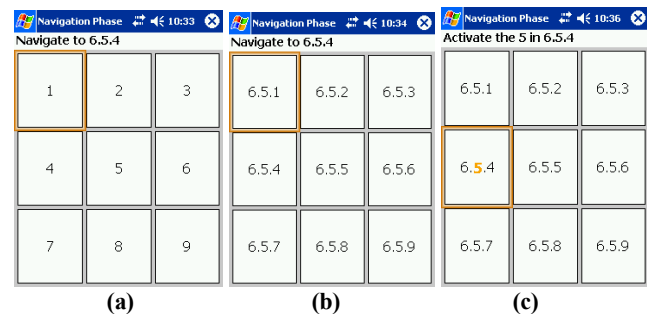 Navigation Phase 10:33
Navigate to 6.5.4
1 2 3
4 5 6
7 8 9
(a)
Navigation Phase 10:34
Navigate to 6.5.4
6.5.1 6.5.2 6.5.3
6.5.4 6.5.5 6.5.6
6.5.7 6.5.8 6.5.9
(b)
Navigation Phase 10:36
Activate the 5 in 6.5.4
6.5.1 6.5.2 6.5.3
6.5.4 6.5.5 6.5.6
6.5.7 6.5.8 6.5.9
(c)